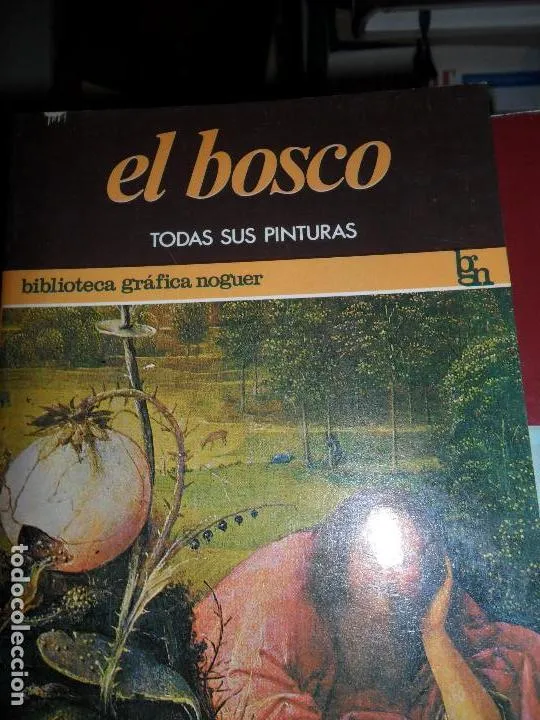 el bosco
TODAS SUS PINTURAS
biblioteca gráfica noguer
bgn
todocoleccion